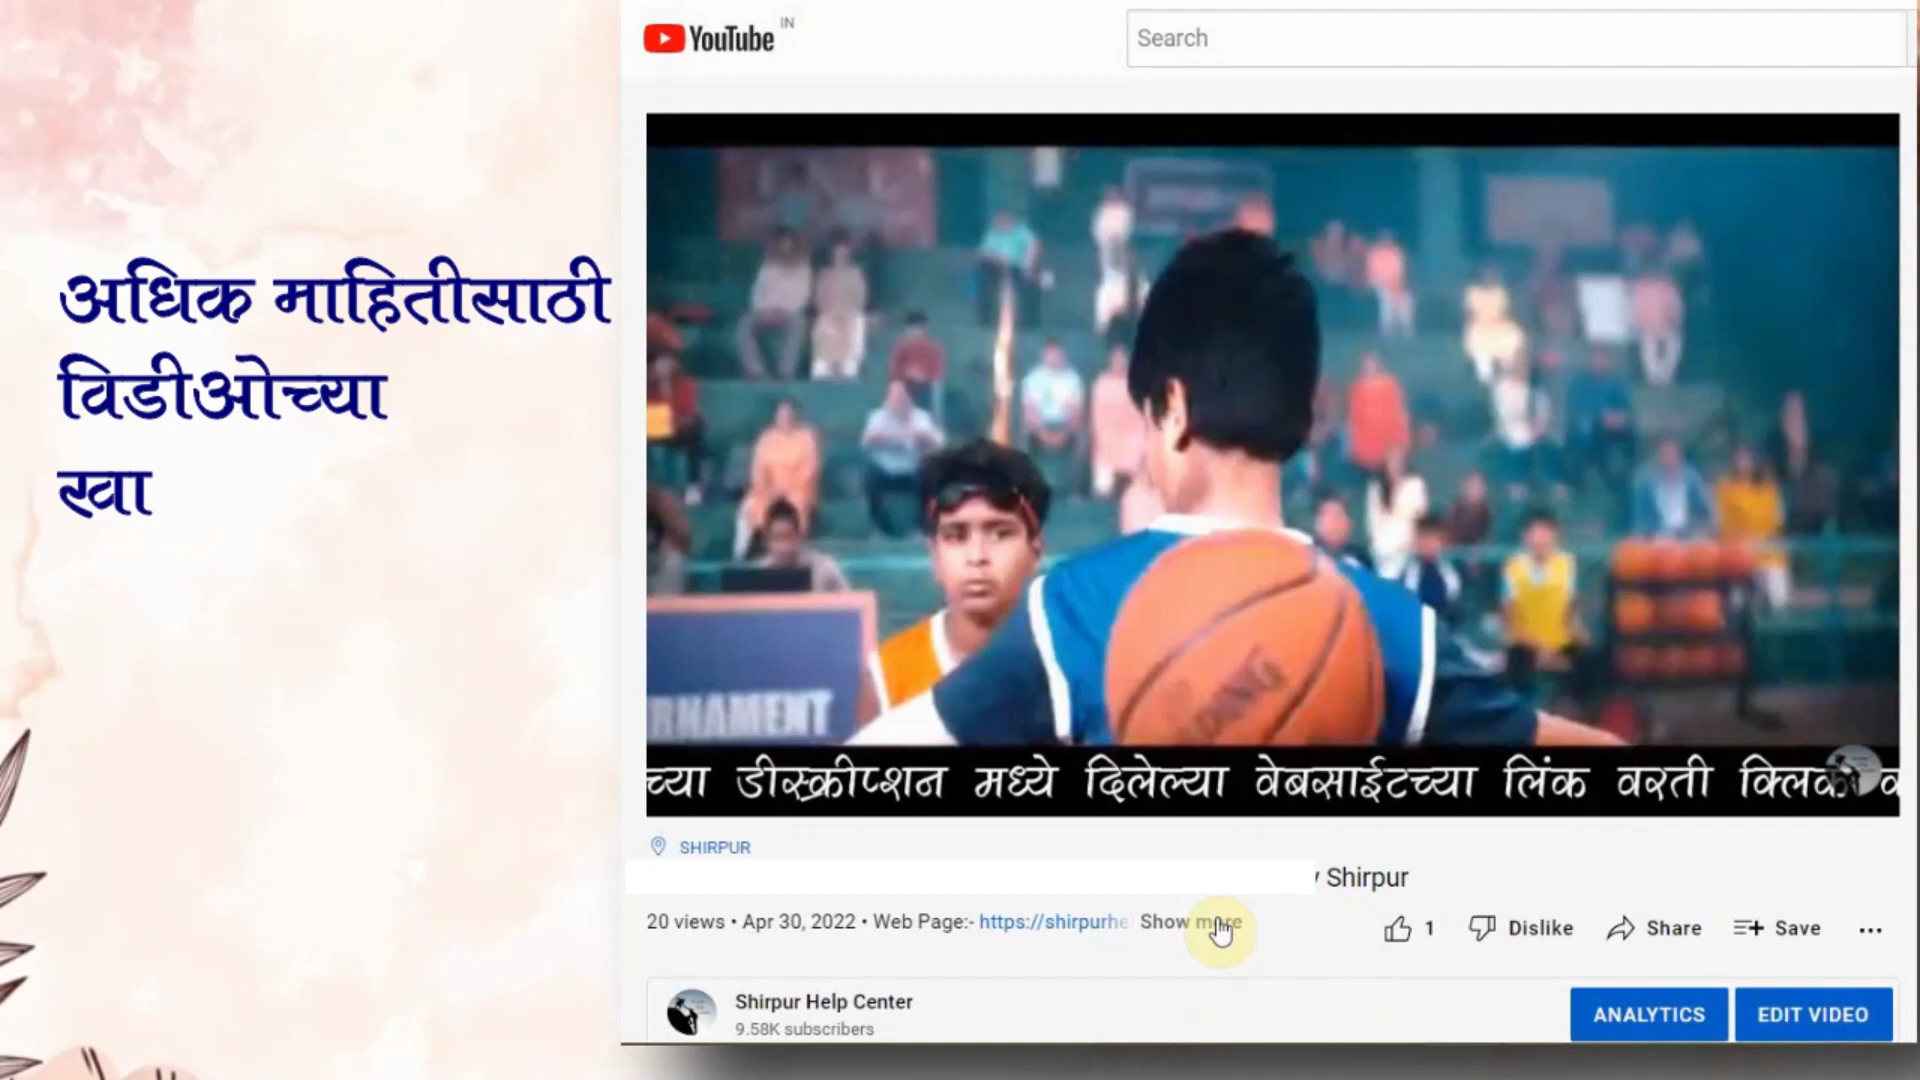 अधिक माहितीसाठी
विडीओच्या
खा
YouTube IN
Search
RNAMENT
च्या डीस्क्रीप्शन मध्ये दिलेल्या वेबसाईटच्या लिंक वरती क्लिक
SHIRPUR
Shirpur
20 views • Apr 30, 2022 • Web Page:- https://shirpurhe Show more
1 Dislike Share Save
Shirpur Help Center
9.58K subscribers
ANALYTICS EDIT VIDEO